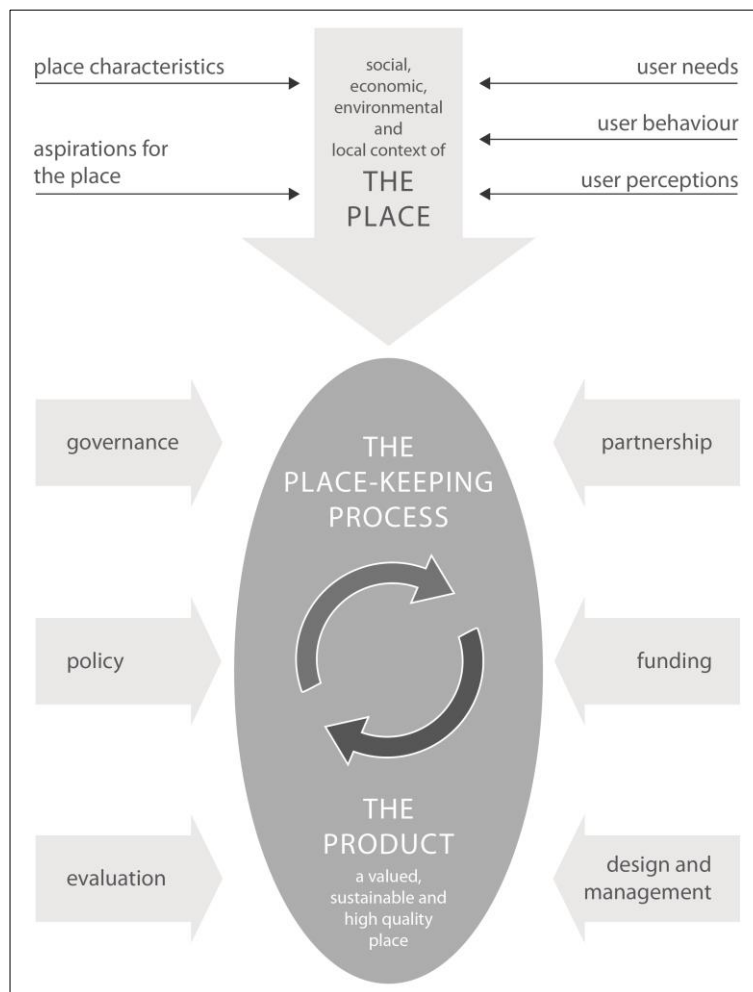 place characteristics
aspirations for
the place
social,
economic,
environmental
and
local context of
THE
PLACE
user needs
user behaviour
user perceptions
governance
policy
evaluation
THE
PLACE-KEEPING
PROCESS
THE
PRODUCT
a valued,
sustainable and
high quality
place
partnership
funding
design and
management